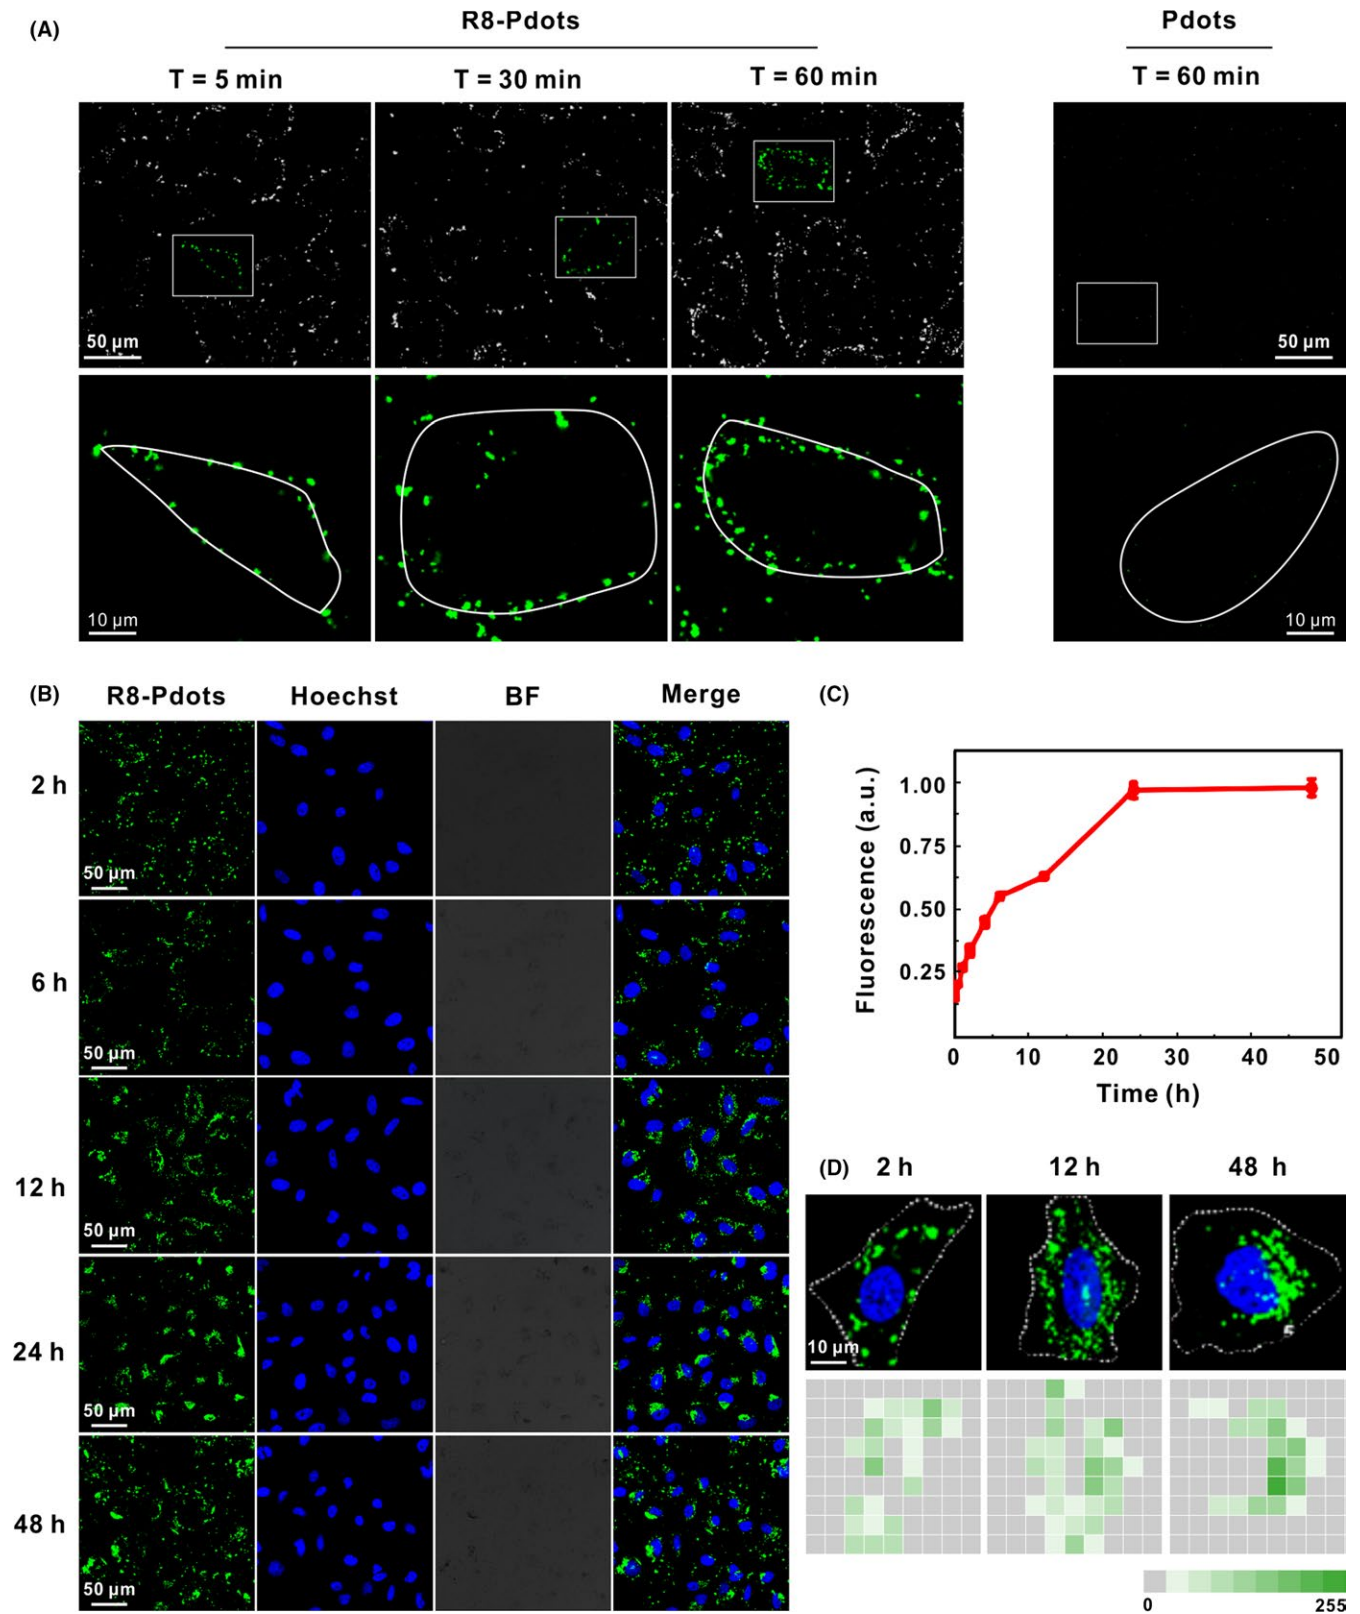 (A)
R8-Pdots
Pdots
T = 5 min
T = 30 min
T = 60 min
T = 60 min
50 µm
50 µm
10 µm
10 µm
(B)
R8-Pdots
Hoechst
BF
Merge
2 h
50 µm
6 h
50 µm
12 h
50 µm
24 h
50 µm
48 h
50 µm
(C)
Fluorescence (a.u.)
1.00
0.75
0.50
0.25
0 10 20 30 40 50
Time (h)
(D)
2 h
12 h
48 h
10 µm
0 255